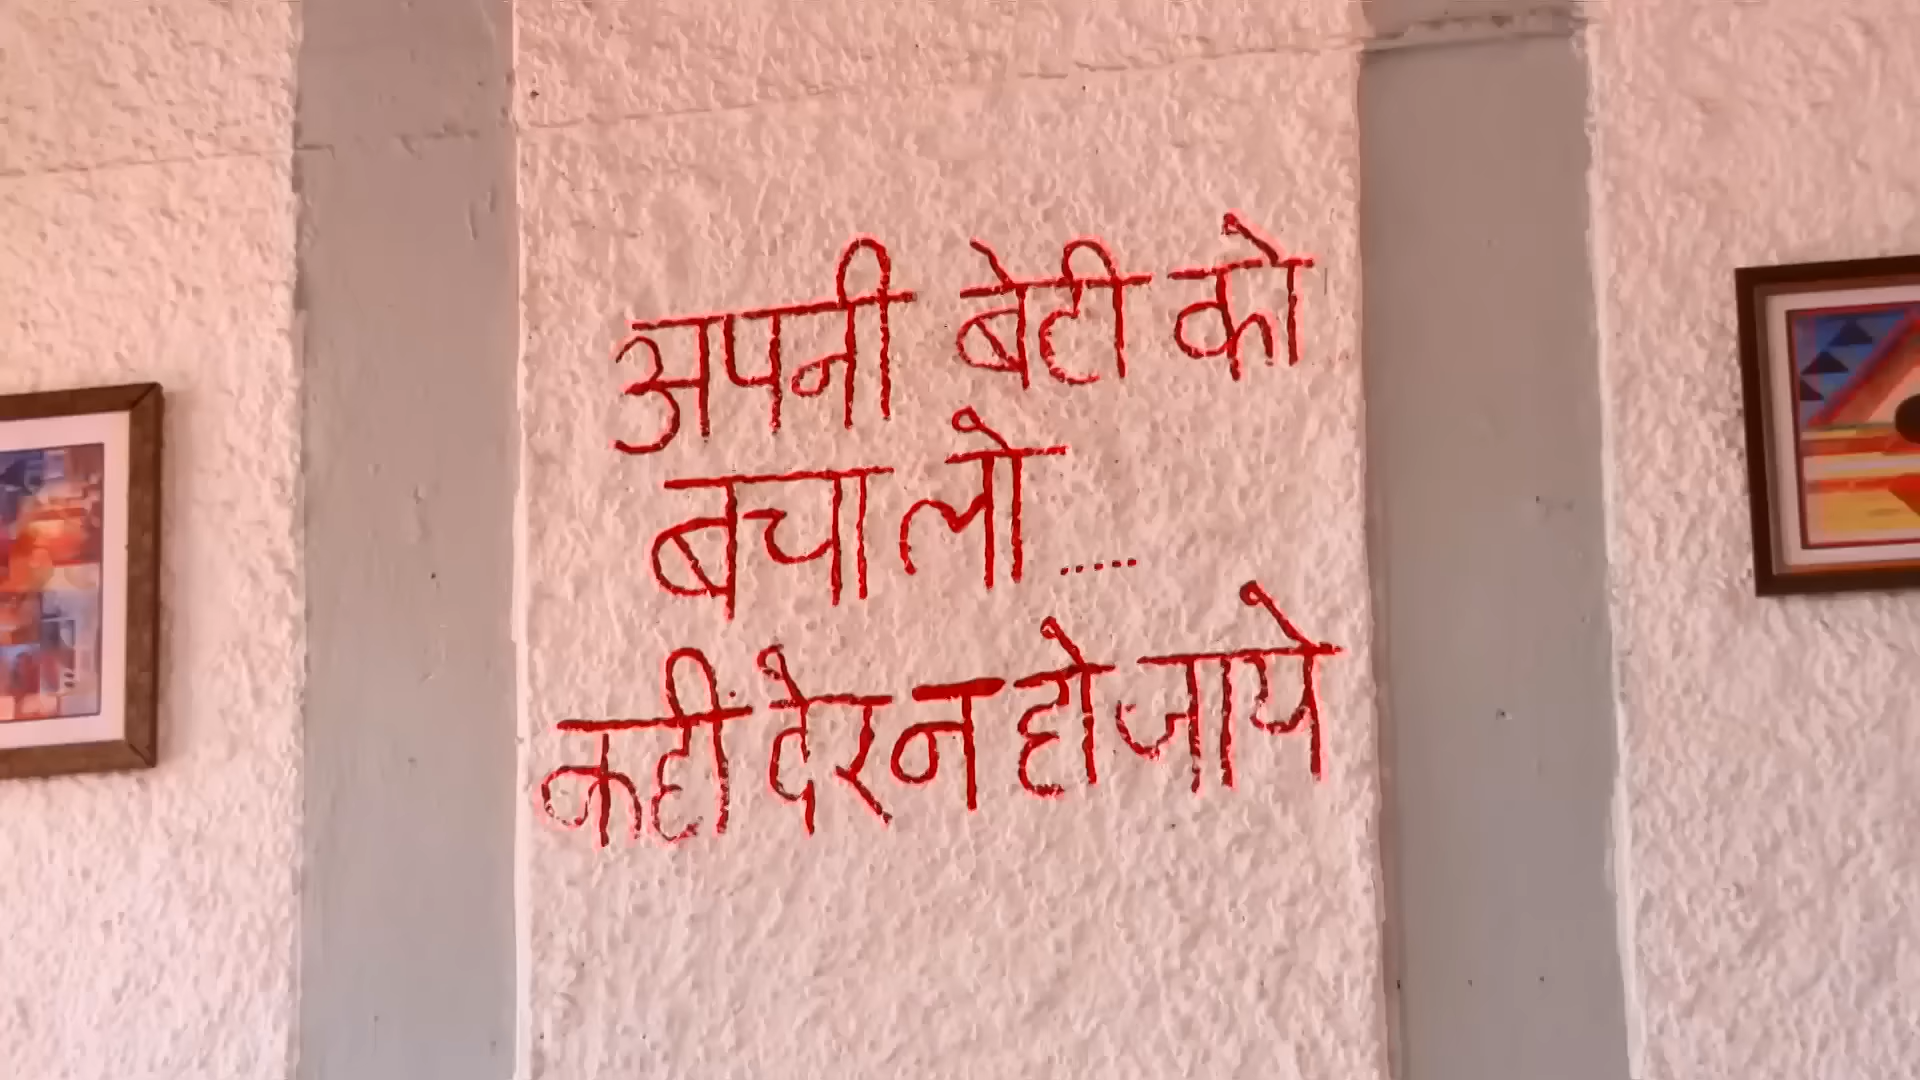 अपनी बेटी को
बचा लो .....
कहीं देर न हो जाये